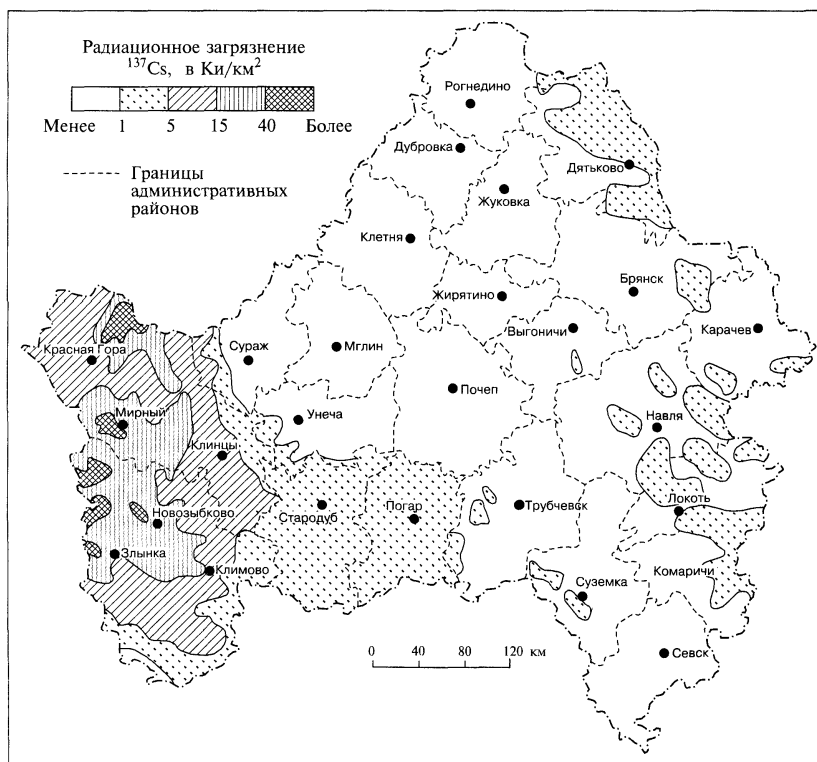 Радиационное загрязнение
¹³⁷Cs, в Ки/км²
Менее 1 5 15 40 Более
Границы
административных
районов
Рогнедино
Дубровка
Дятьково
Жуковка
Клетня
Брянск
Жирятино
Выгоничи
Карачев
Сураж
Мглин
Красная Гора
Почеп
Унеча
Мирный
Навля
Клинцы
Стародуб
Погар
Трубчевск
Локоть
Новозыбково
Злынка
Климово
Суземка
Комаричи
0 40 80 120 км
Севск